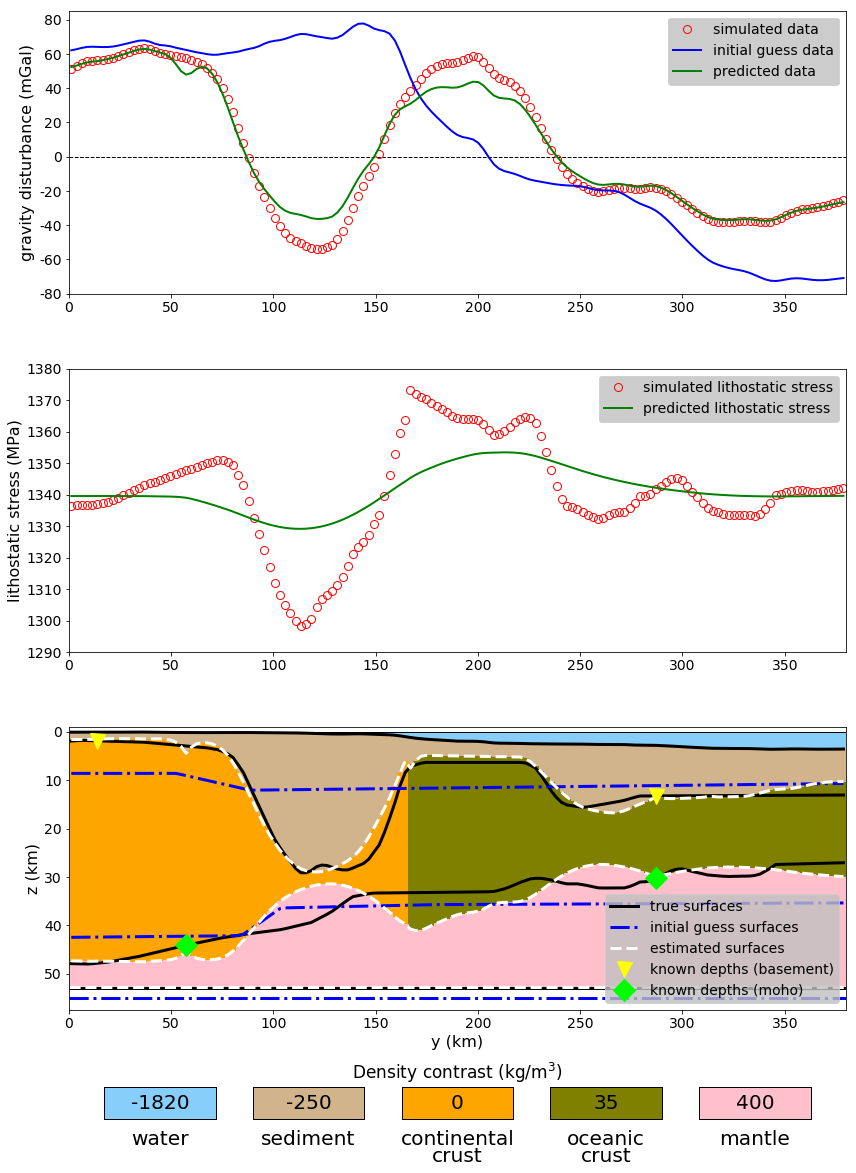 80
60
40
20
0
-20
-40
-60
-80
gravity disturbance (mGal)
simulated data
initial guess data
predicted data
0 50 100 150 200 250 300 350
1380
1370
1360
1350
1340
1330
1320
1310
1300
1290
lithostatic stress (MPa)
simulated lithostatic stress
predicted lithostatic stress
0 50 100 150 200 250 300 350
0
10
20
30
40
50
z (km)
true surfaces
initial guess surfaces
estimated surfaces
known depths (basement)
known depths (moho)
0 50 100 150 200 250 300 350
y (km)
Density contrast (kg/m³)
-1820 -250 0 35 400
water sediment continental oceanic mantle
crust crust